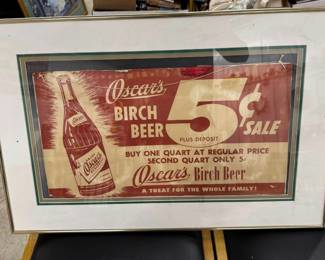 Oscar's
BIRCH
BEER
5¢
SALE
PLUS DEPOSIT
BUY ONE QUART AT REGULAR PRICE
SECOND QUART ONLY 5¢
Oscar's Birch Beer
A TREAT FOR THE WHOLE FAMILY!
Oscar's